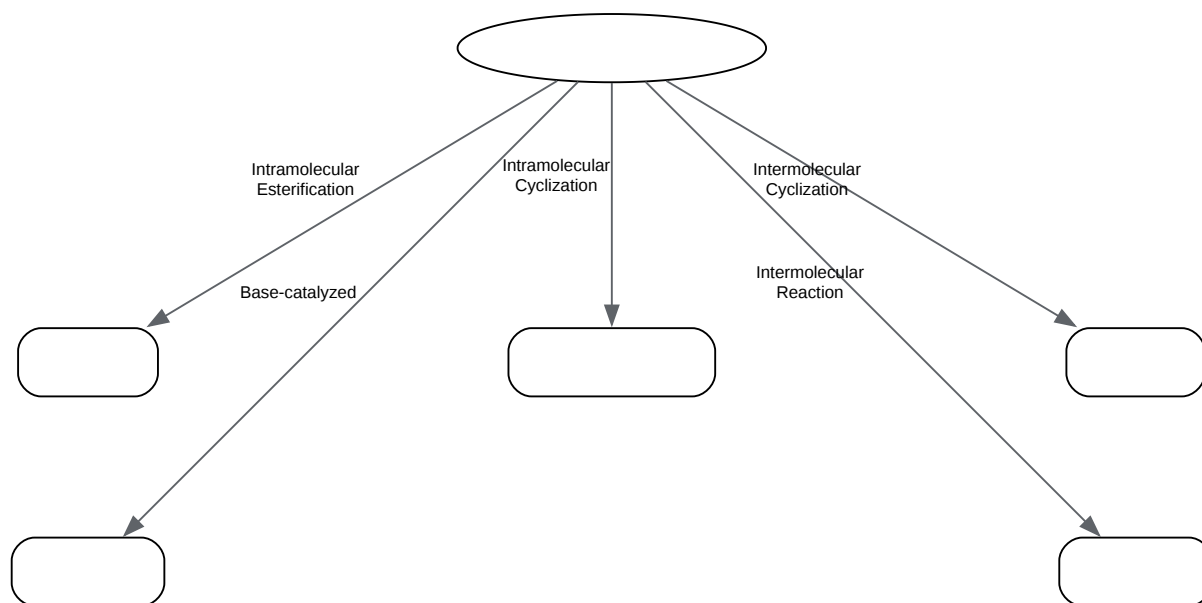 Intramolecular
Esterification
Intramolecular
Cyclization
Intermolecular
Cyclization
Base-catalyzed
Intermolecular
Reaction